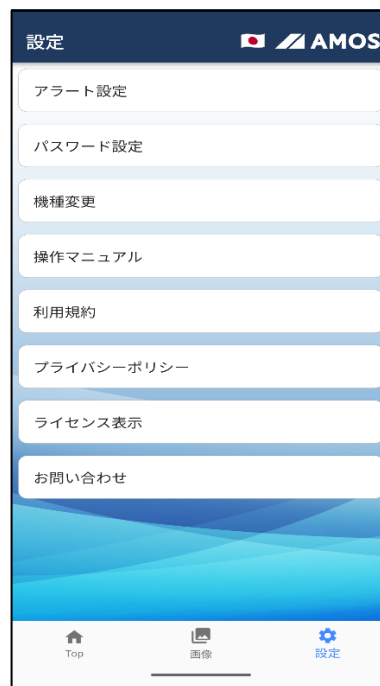 設定
AMOS
アラート設定
パスワード設定
機種変更
操作マニュアル
利用規約
プライバシーポリシー
ライセンス表示
お問い合わせ
Top
画像
設定